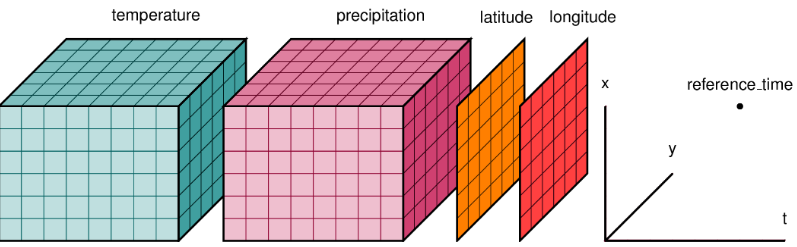 temperature
precipitation
latitude
longitude
x
reference_time
y
t